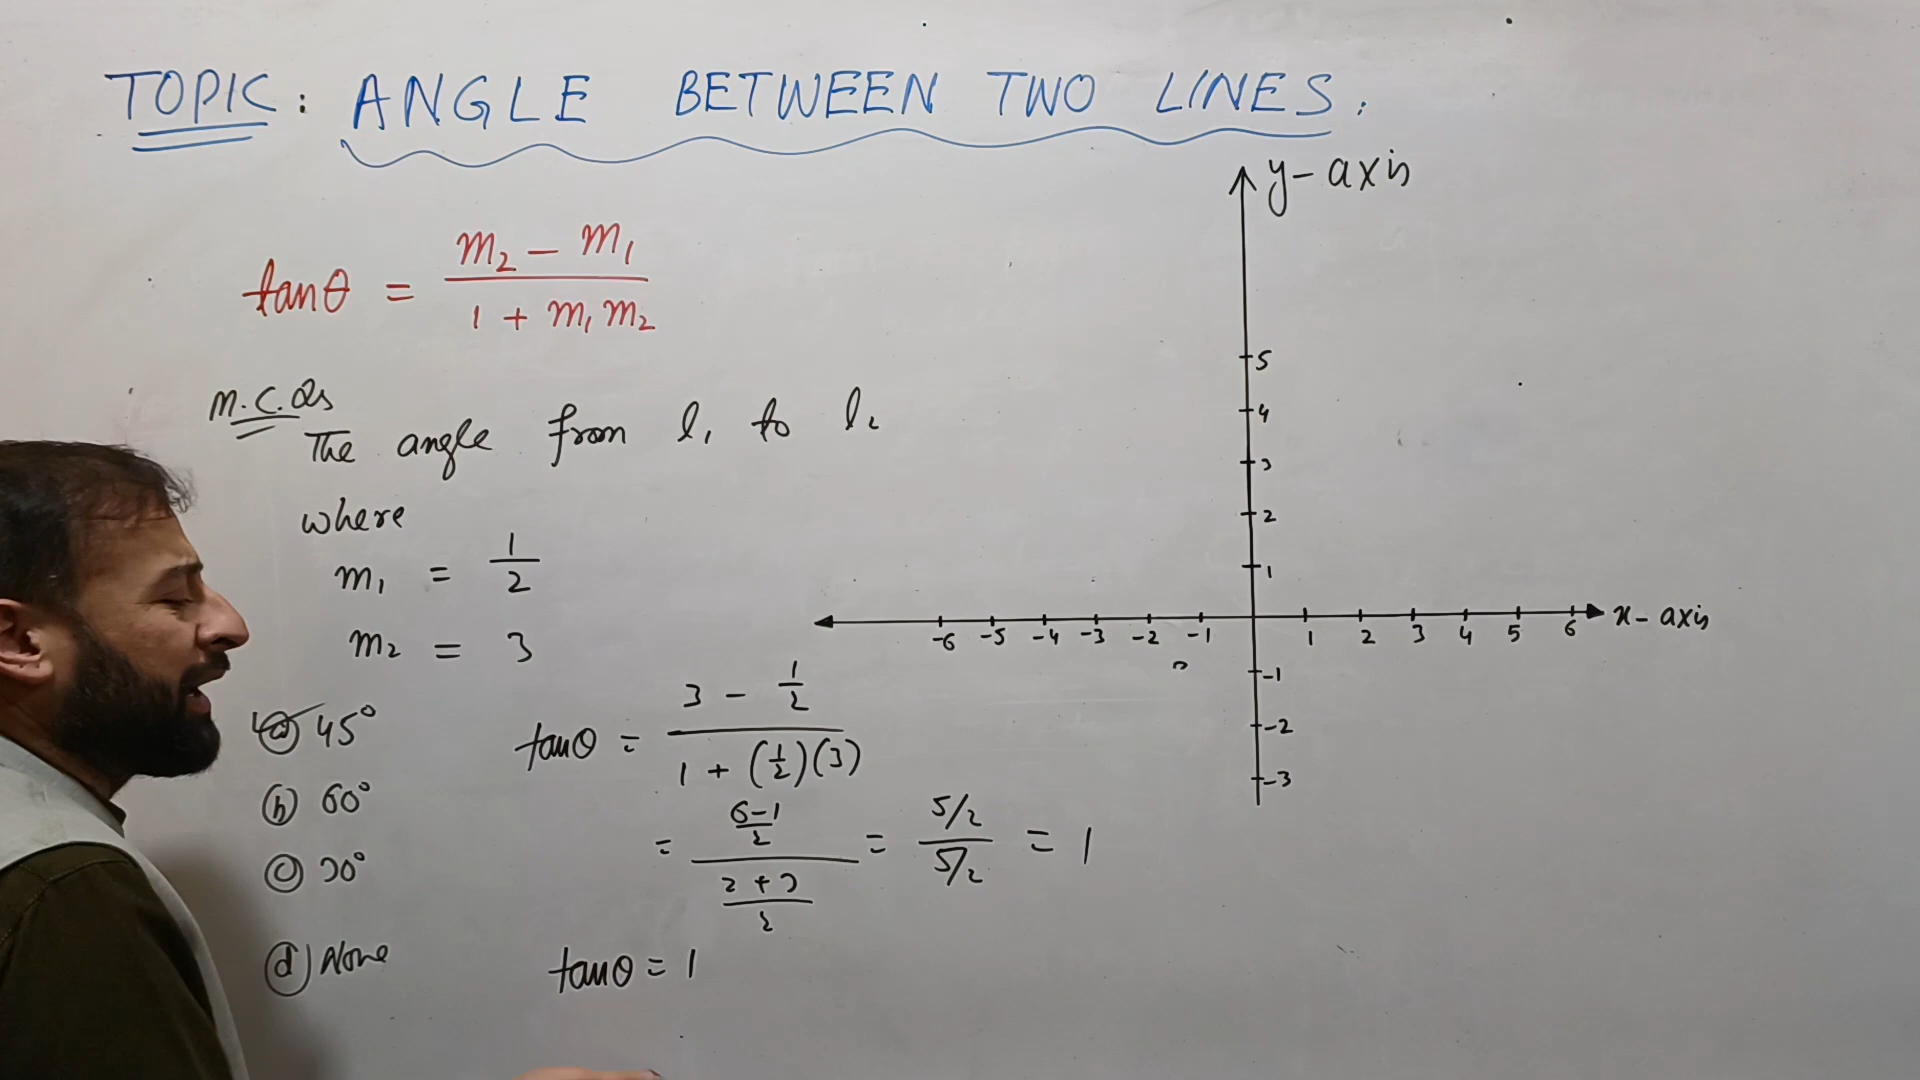 TOPIC: ANGLE BETWEEN TWO LINES.
tanθ = (m₂ - m₁) / (1 + m₁m₂)
M.C.Qs
The angle from l₁ to l₂
where
m₁ = 1/2
m₂ = 3
(a) 45°
(b) 60°
(c) 30°
(d) None
tanθ = (3 - 1/2) / (1 + (1/2)(3))
= ((6-1)/2) / ((2+3)/2) = (5/2) / (5/2) = 1
tanθ = 1
y-axis
5
4
3
2
1
-6 -5 -4 -3 -2 -1 1 2 3 4 5 6 x-axis
-1
-2
-3